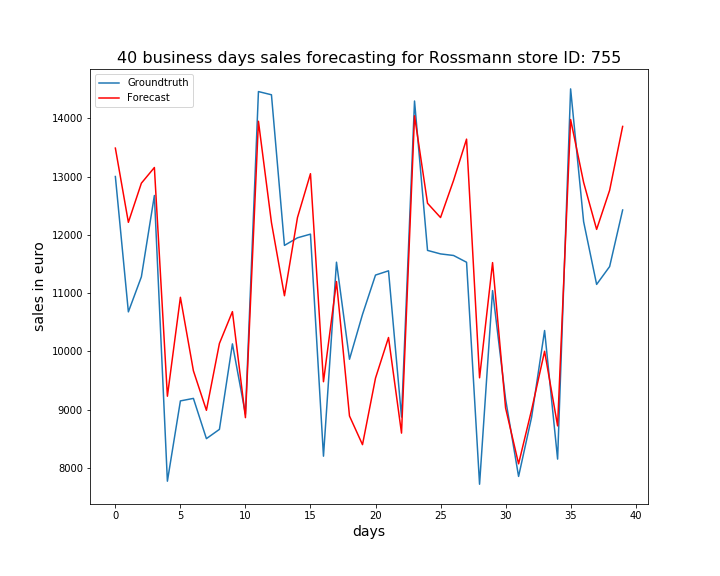 40 business days sales forecasting for Rossmann store ID: 755
Groundtruth
Forecast
14000
13000
12000
11000
10000
9000
8000
sales in euro
0 5 10 15 20 25 30 35 40
days